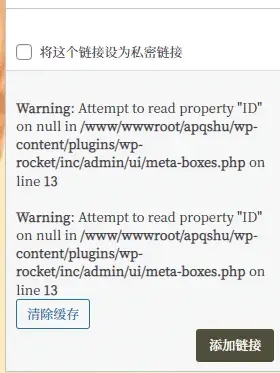 将这个链接设为私密链接
Warning: Attempt to read property "ID"
on null in /www/wwwroot/apqshu/wp-
content/plugins/wp-
rocket/inc/admin/ui/meta-boxes.php on
line 13
Warning: Attempt to read property "ID"
on null in /www/wwwroot/apqshu/wp-
content/plugins/wp-
rocket/inc/admin/ui/meta-boxes.php on
line 13
清除缓存
添加链接